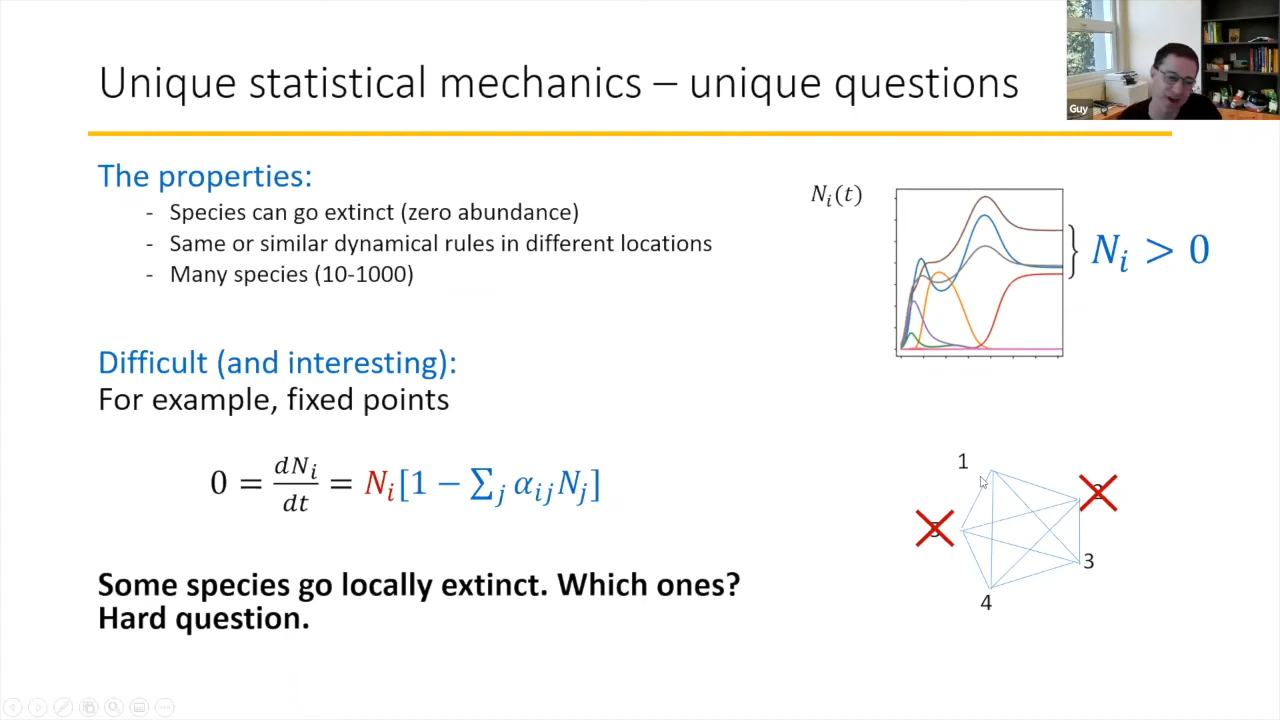 Unique statistical mechanics – unique questions
Guy
The properties:
- Species can go extinct (zero abundance)
- Same or similar dynamical rules in different locations
- Many species (10-1000)
N_i(t)
} N_i > 0
Difficult (and interesting):
For example, fixed points
0 = dN_i/dt = N_i[1 − ∑_j α_ij N_j]
Some species go locally extinct. Which ones?
Hard question.
1
2
5
3
4